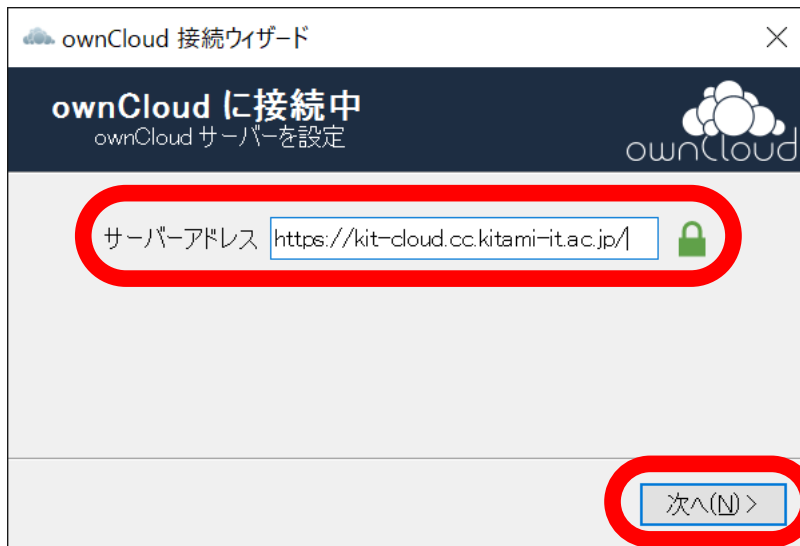 ownCloud 接続ウィザード
ownCloud に接続中
ownCloud サーバーを設定
ownCloud
サーバーアドレス https://kit-cloud.cc.kitami-it.ac.jp/
次へ(N) >